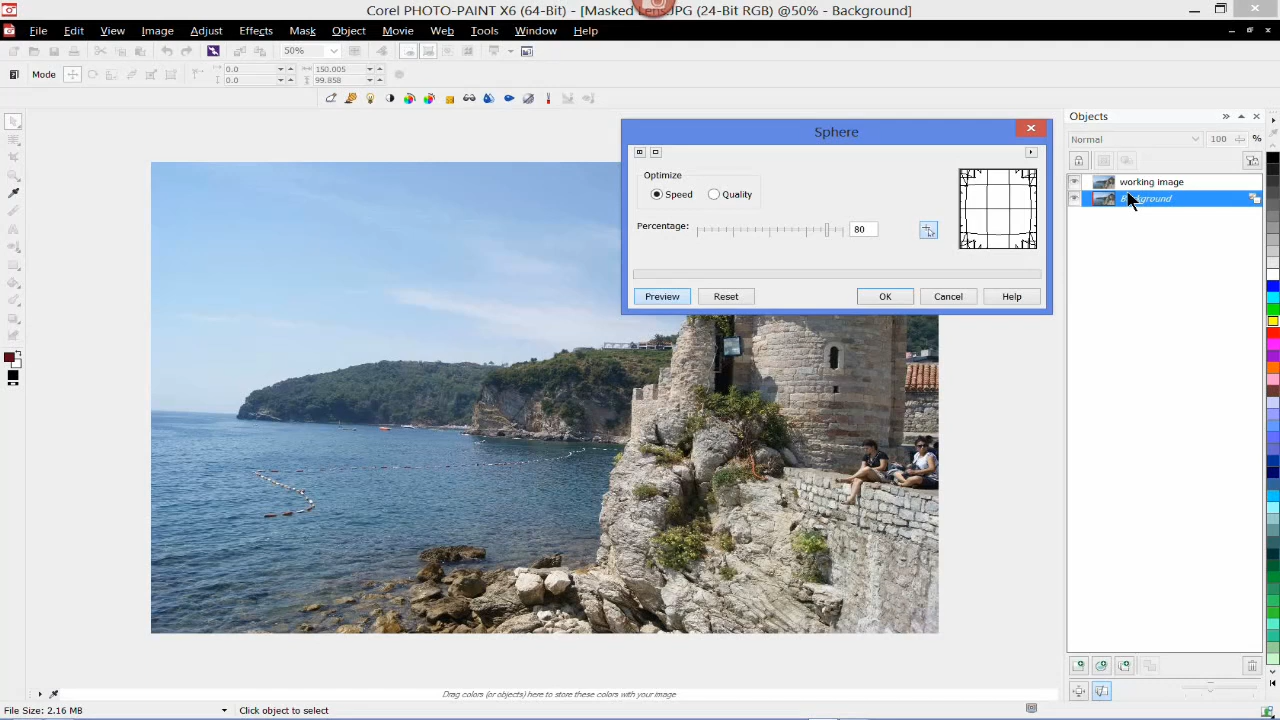 Corel PHOTO-PAINT X6 (64-Bit) - [Masked Lens.JPG (24-Bit RGB) @50% - Background]
File Edit View Image Adjust Effects Mask Object Movie Web Tools Window Help
50%
Mode 0.0 150.005
0.0 99.858
Objects
Sphere
Normal 100 %
Optimize
Speed Quality
working image
Background
Percentage: 80
Preview Reset OK Cancel Help
Drag colors (or objects) here to store these colors with your image
File Size: 2.16 MB Click object to select